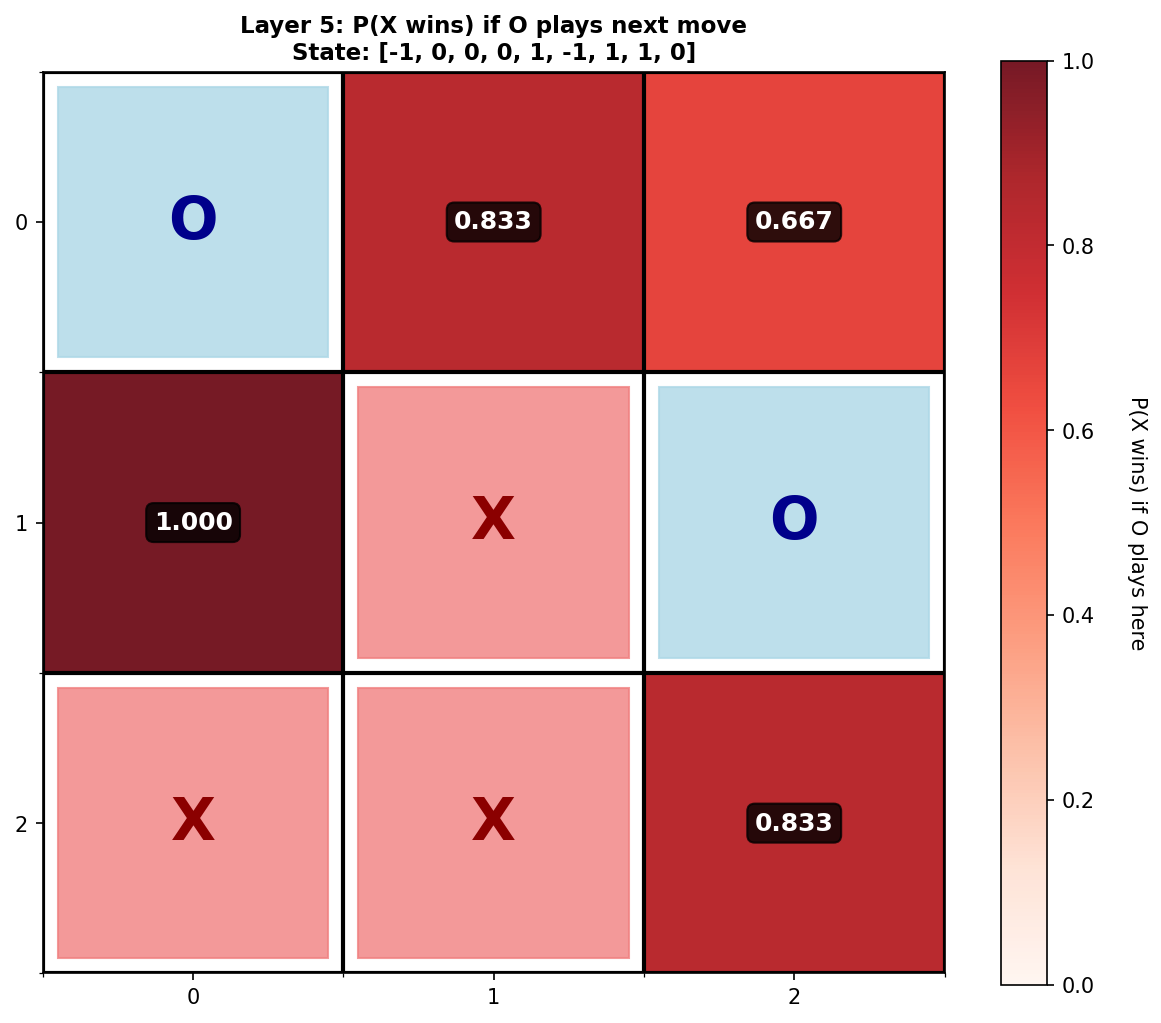 Layer 5: P(X wins) if O plays next move
State: [-1, 0, 0, 0, 1, -1, 1, 1, 0]
0
O
0.833
0.667
1
1.000
X
O
2
X
X
0.833
0
1
2
1.0
0.8
0.6
0.4
0.2
0.0
P(X wins) if O plays here